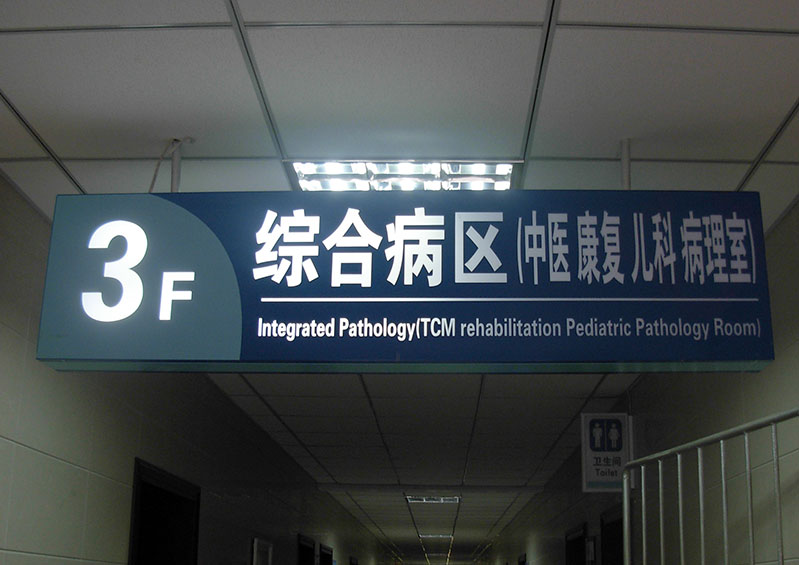 3F
综合病区(中医 康复 儿科 病理室)
Integrated Pathology(TCM rehabilitation Pediatric Pathology Room)
卫生间
Toilet